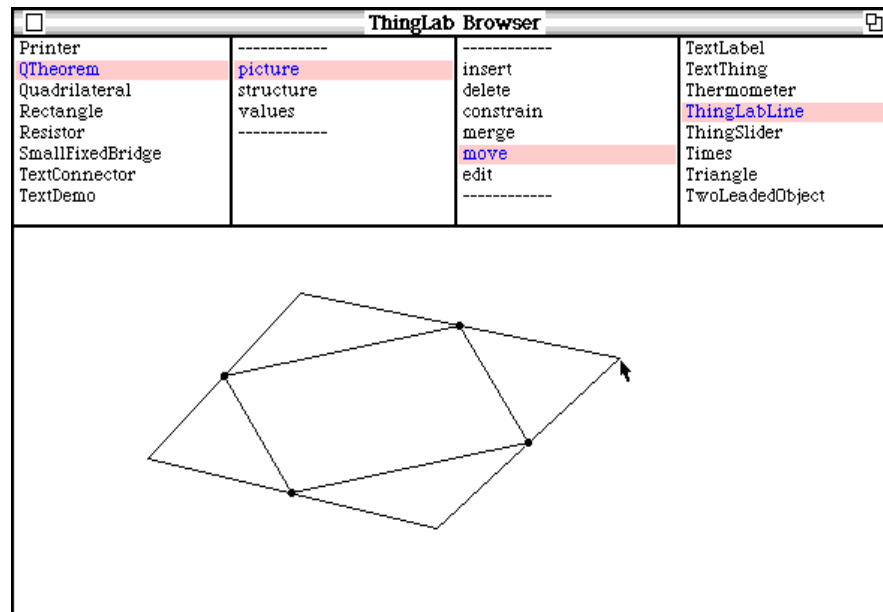 ThingLab Browser
Printer
QTheorem
Quadrilateral
Rectangle
Resistor
SmallFixedBridge
TextConnector
TextDemo
------------
picture
structure
values
------------
------------
insert
delete
constrain
merge
move
edit
------------
TextLabel
TextThing
Thermometer
ThingLabLine
ThingSlider
Times
Triangle
TwoLeadedObject